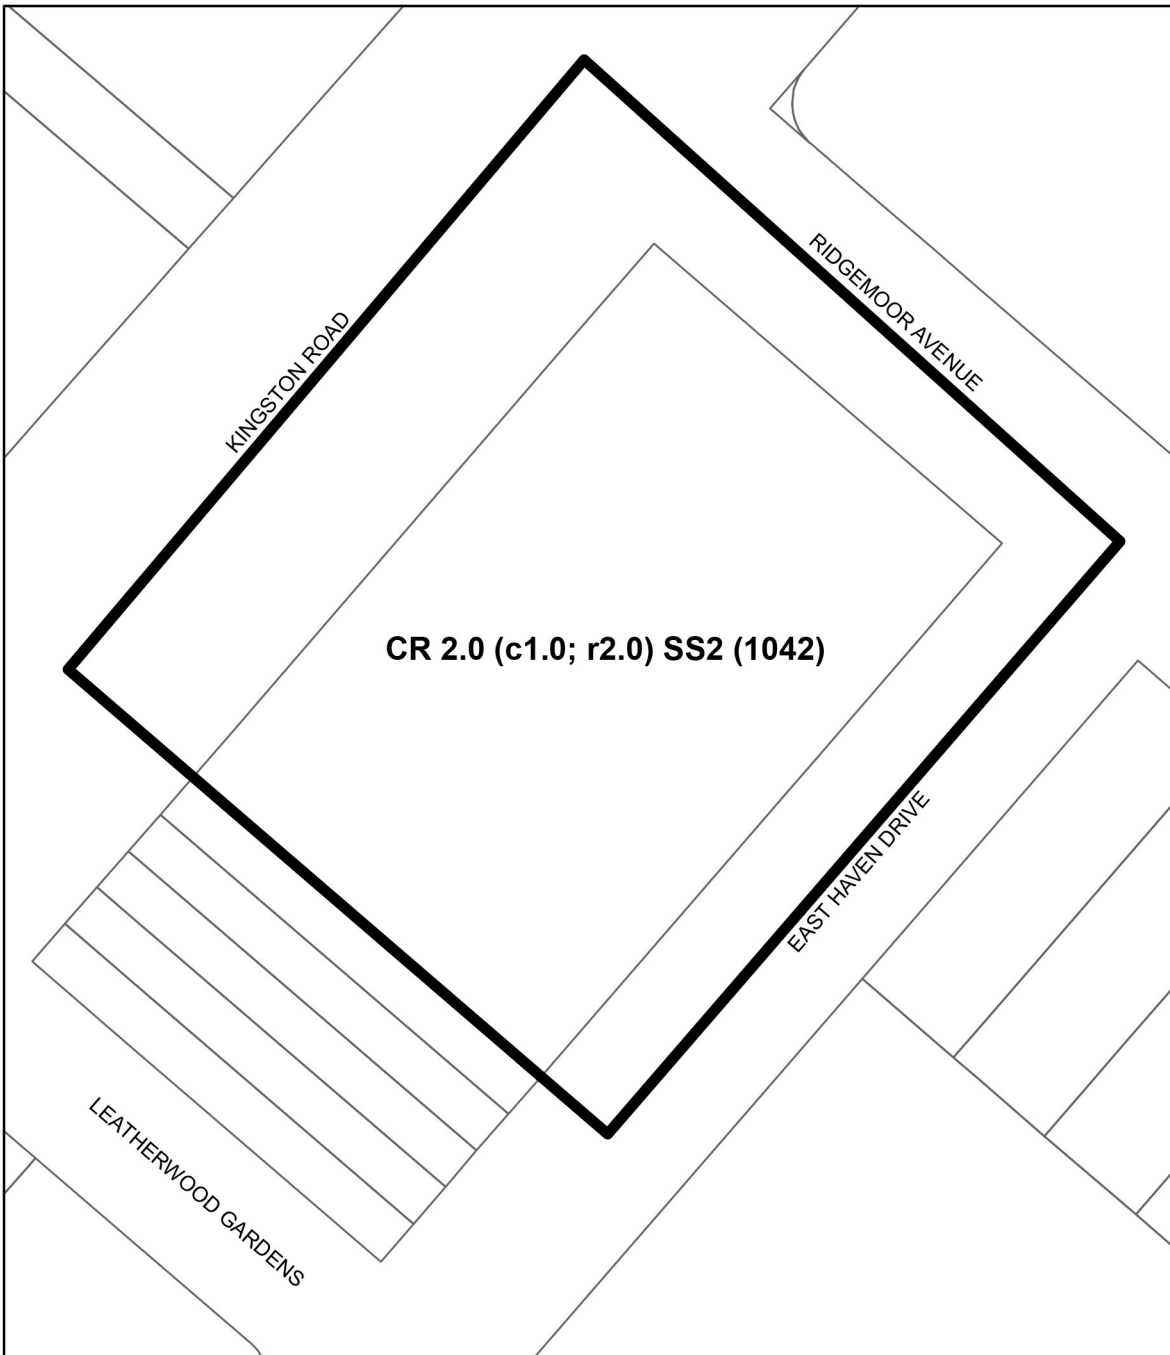 RIDGEMOOR AVENUE
KINGSTON ROAD
CR 2.0 (c1.0; r2.0) SS2 (1042)
EAST HAVEN DRIVE
LEATHERWOOD GARDENS